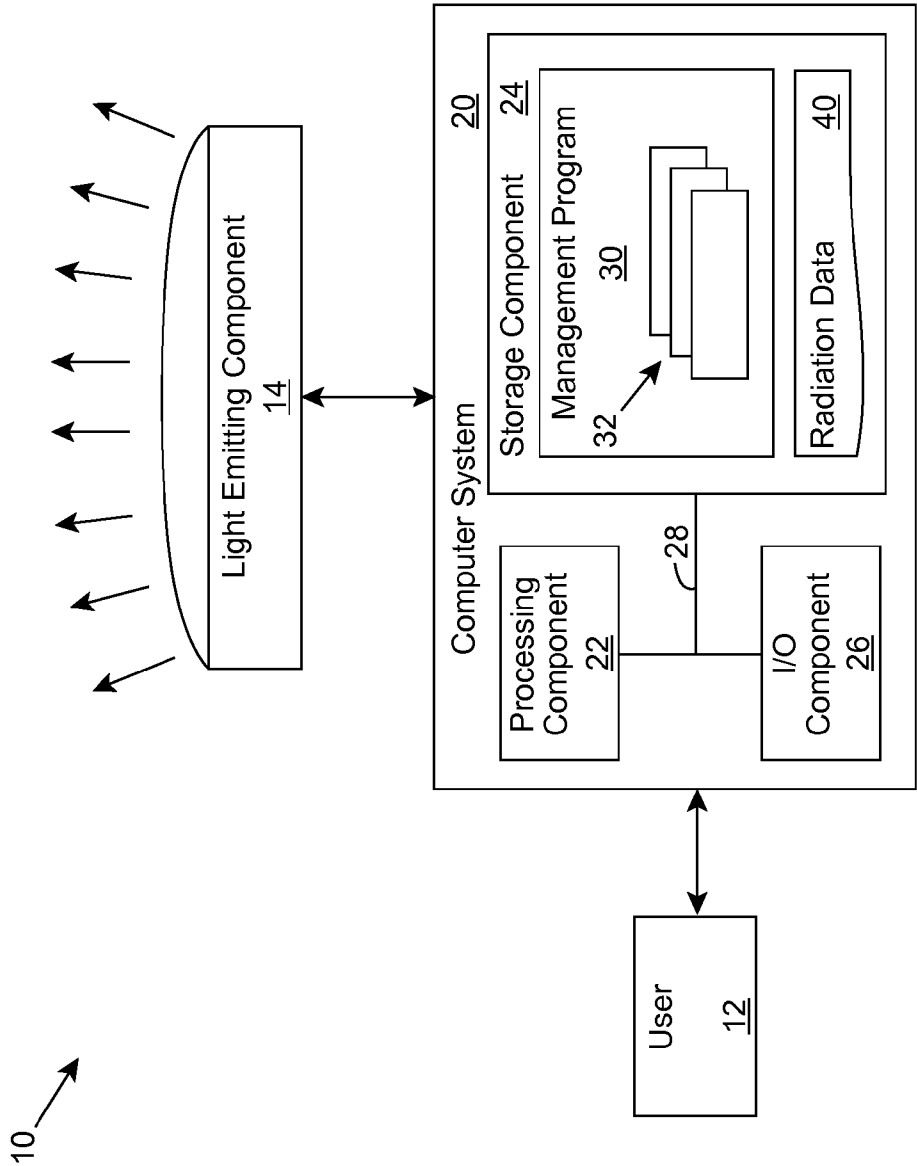 10
Light Emitting Component
14
Computer System
20
Processing
Component
22
28
I/O
Component
26
Storage Component
24
Management Program
30
32
Radiation Data
40
User
12